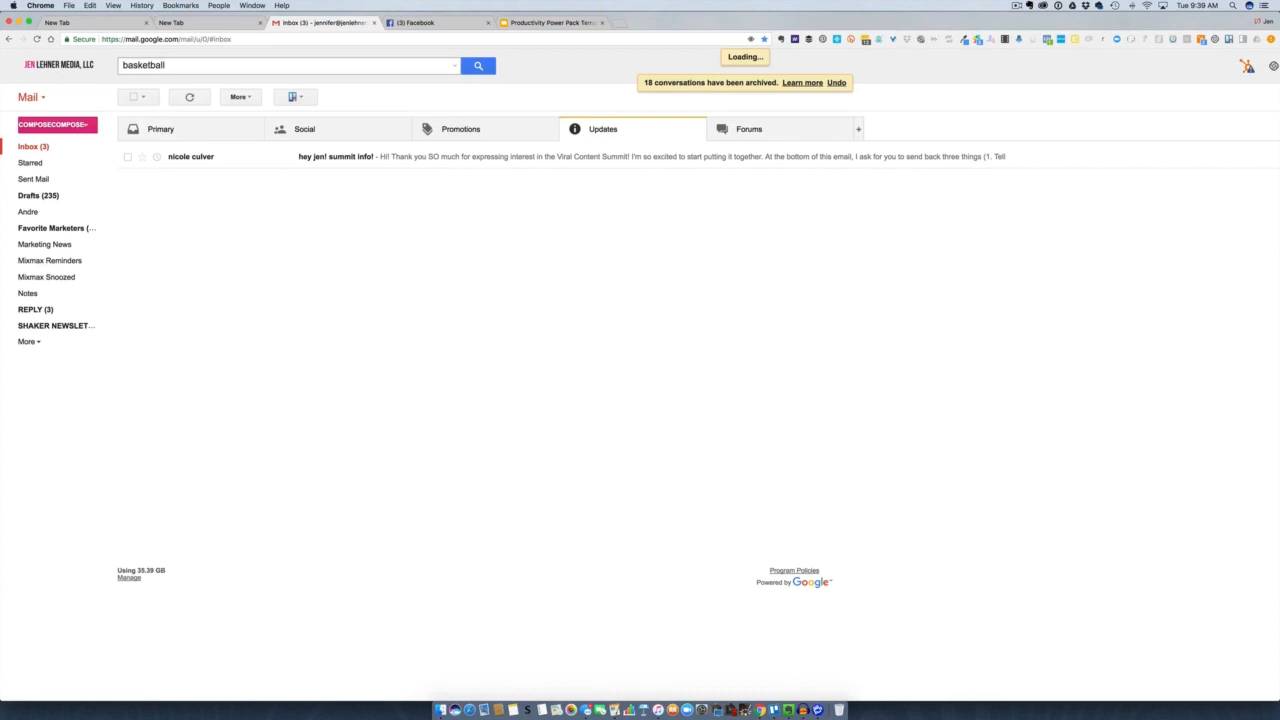 Chrome File Edit View History Bookmarks People Window Help
Tue 9:39 AM
New Tab
New Tab
Inbox (3) - jennifer@jenlehner
(3) Facebook
Productivity Power Pack Temp
Jen
Secure https://mail.google.com/mail/u/0/#inbox
JEN LEHNER MEDIA, LLC
basketball
Loading...
18 conversations have been archived. Learn more Undo
Mail
More
COMPOSECOMPOSE
Primary
Social
Promotions
Updates
Forums
+
Inbox (3)
nicole culver
hey jen! summit info! - Hi! Thank you SO much for expressing interest in the Viral Content Summit! I'm so excited to start putting it together. At the bottom of this email, I ask for you to send back three things (1. Tell
Starred
Sent Mail
Drafts (235)
Andre
Favorite Marketers (...
Marketing News
Mixmax Reminders
Mixmax Snoozed
Notes
REPLY (3)
SHAKER NEWSLET...
More
Using 35.39 GB
Manage
Program Policies
Powered by Google™